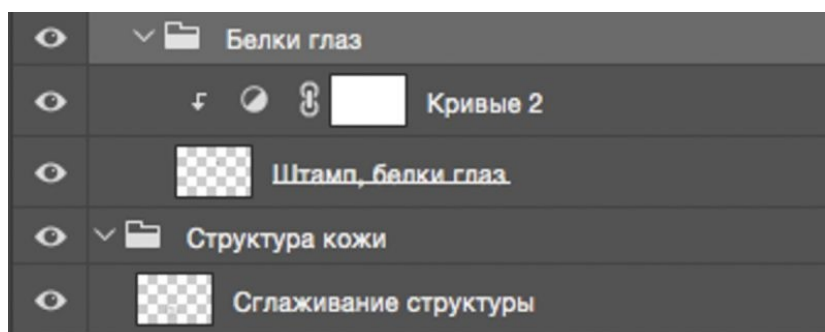 Белки глаз
Кривые 2
Штамп, белки глаз
Структура кожи
Сглаживание структуры